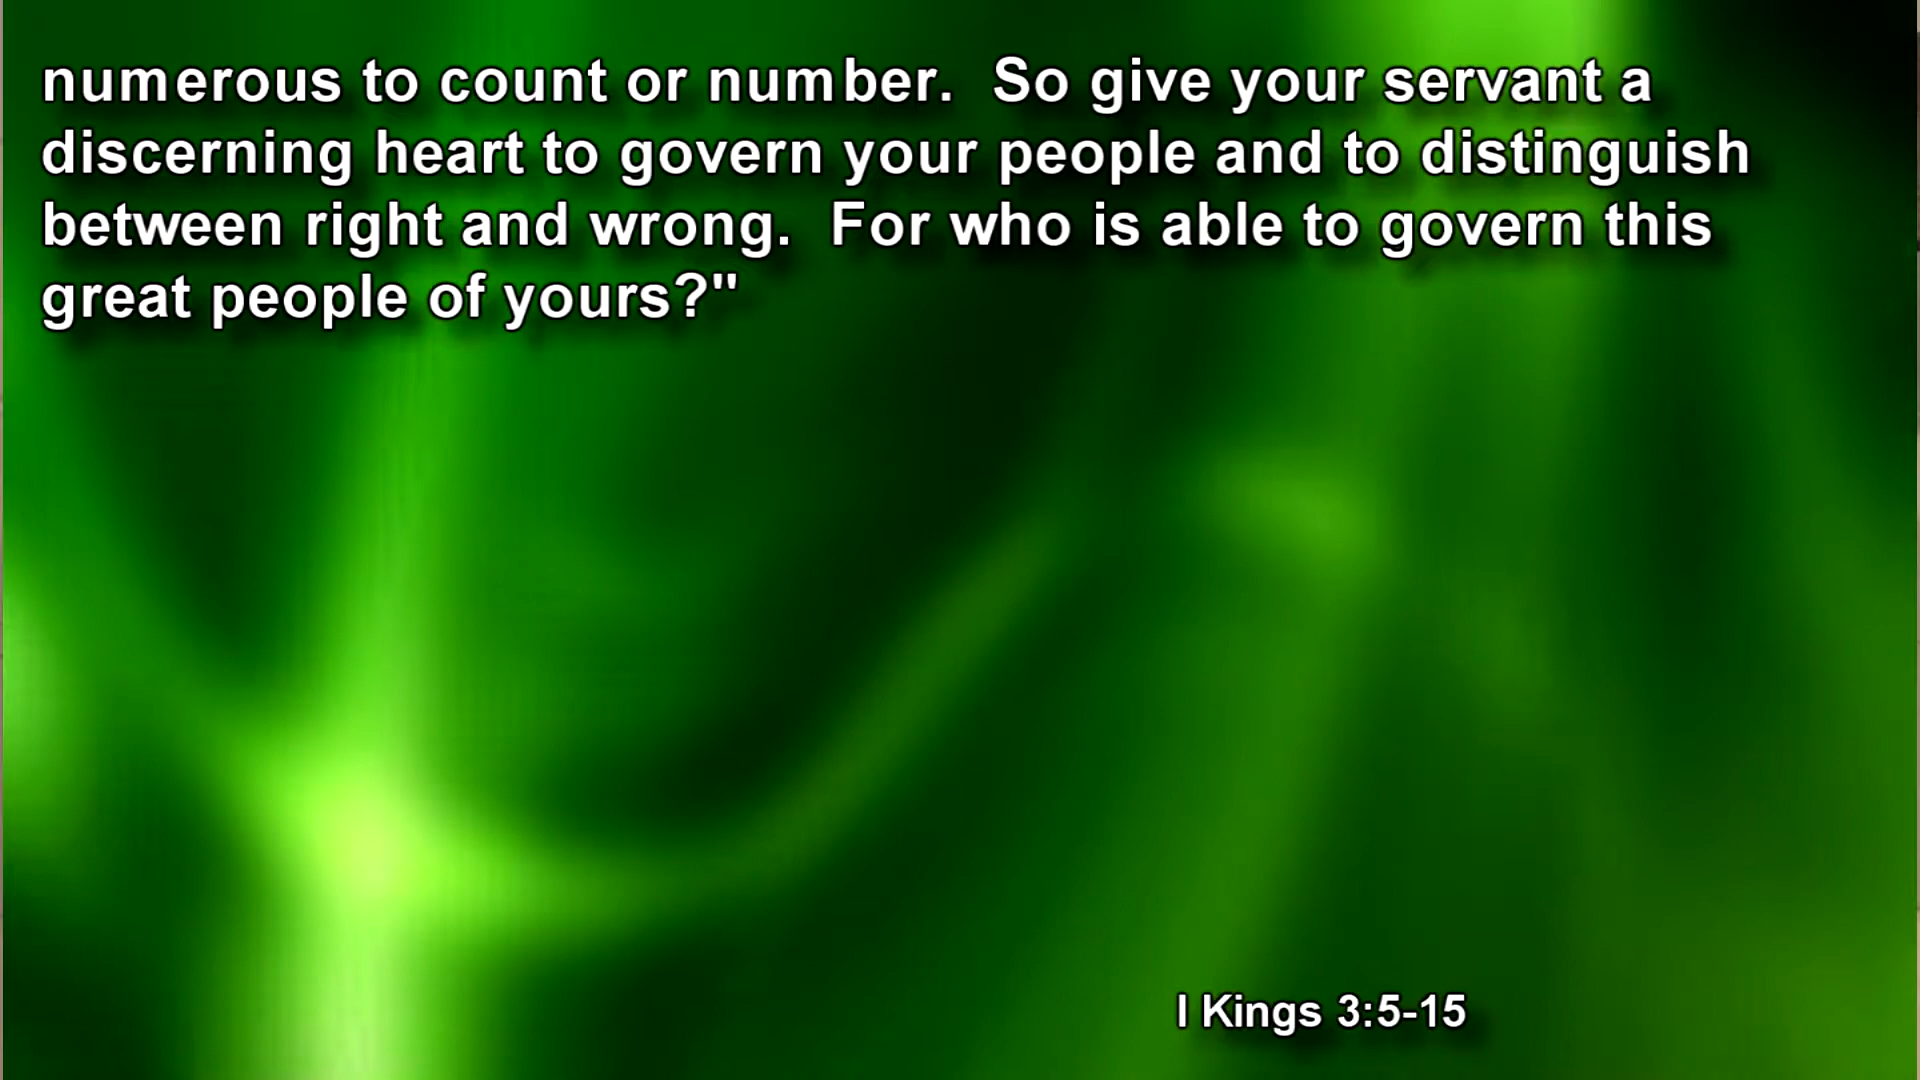 numerous to count or number.  So give your servant a
discerning heart to govern your people and to distinguish
between right and wrong.  For who is able to govern this
great people of yours?"
I Kings 3:5-15